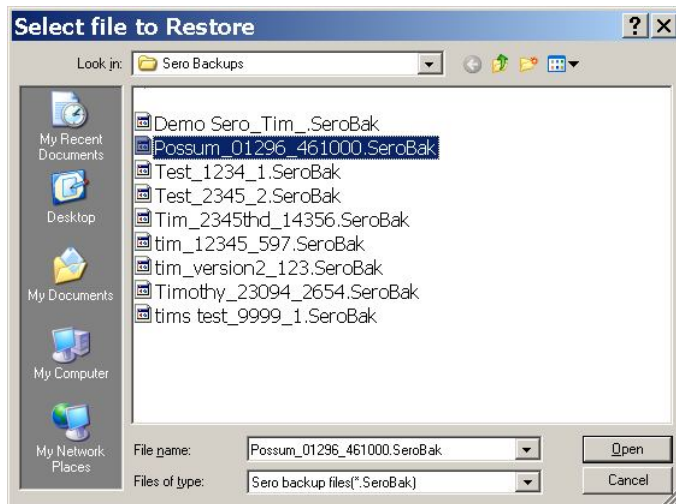 Select file to Restore
Look in: Sero Backups
My Recent
Documents
Desktop
My Documents
My Computer
My Network
Places
Demo Sero_Tim_.SeroBak
Possum_01296_461000.SeroBak
Test_1234_1.SeroBak
Test_2345_2.SeroBak
Tim_2345thd_14356.SeroBak
tim_12345_597.SeroBak
tim_version2_123.SeroBak
Timothy_23094_2654.SeroBak
tims test_9999_1.SeroBak
File name: Possum_01296_461000.SeroBak Open
Files of type: Sero backup files(*.SeroBak) Cancel